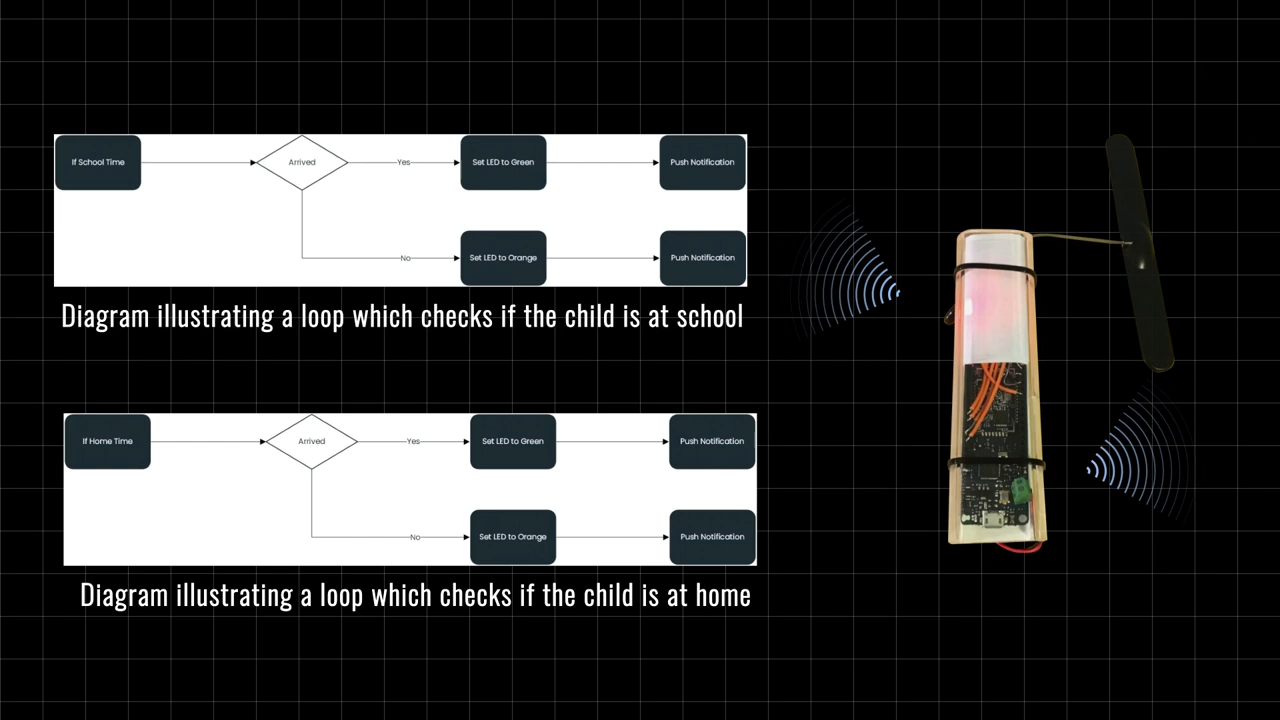 If School Time
Arrived
Yes
Set LED to Green
Push Notification
No
Set LED to Orange
Push Notification
Diagram illustrating a loop which checks if the child is at school
If Home Time
Arrived
Yes
Set LED to Green
Push Notification
No
Set LED to Orange
Push Notification
Diagram illustrating a loop which checks if the child is at home